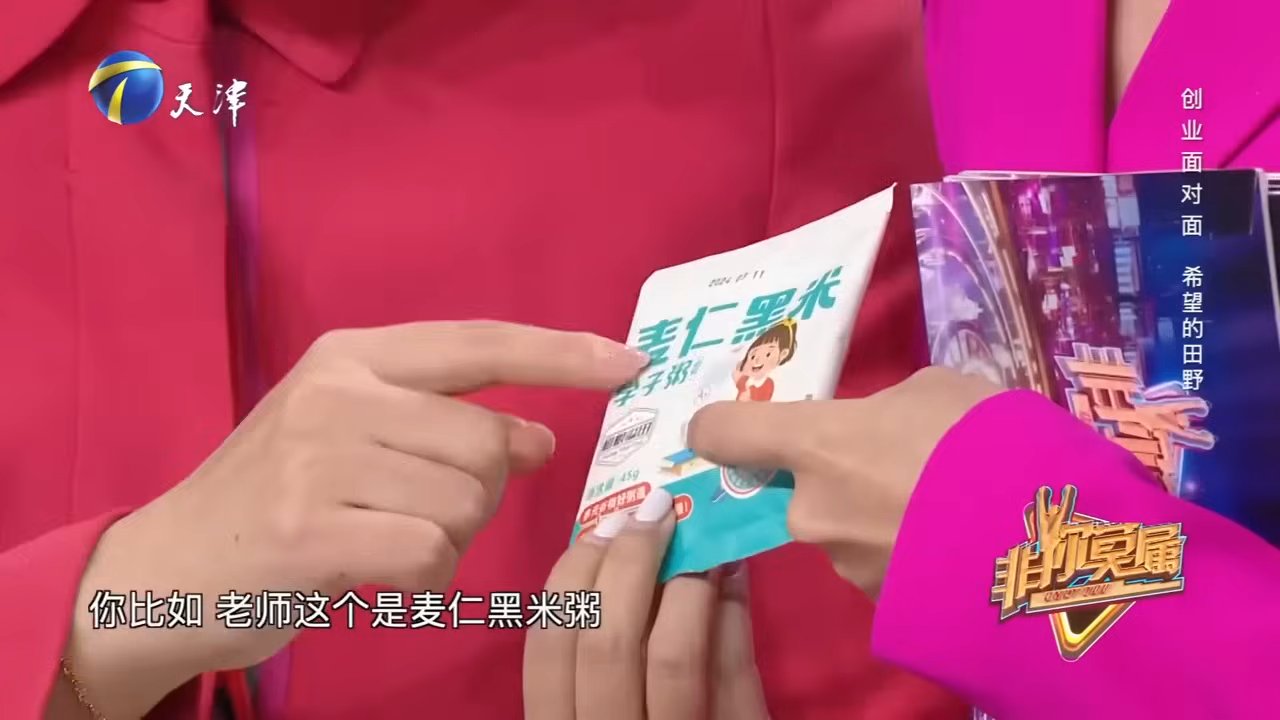 天津
创业面对面 希望的田野
2024 07 11
麦仁黑米
学子粥
45g
非你莫属
ONLY YOU
你比如 老师这个是麦仁黑米粥